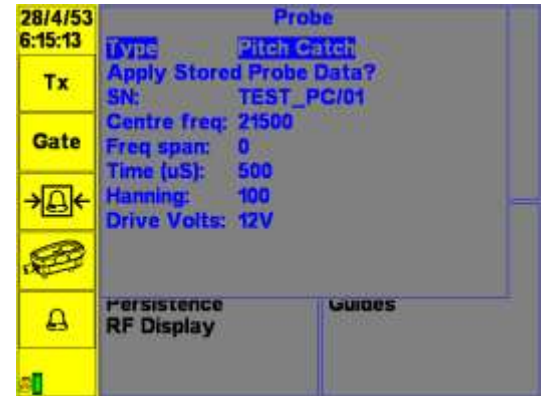 28/4/53
6:15:13
Tx
Gate
Probe
Type Pitch Catch
Apply Stored Probe Data?
SN: TEST_PC/01
Centre freq: 21500
Freq span: 0
Time (uS): 500
Hanning: 100
Drive Volts: 12V
Persistence
RF Display
Guides